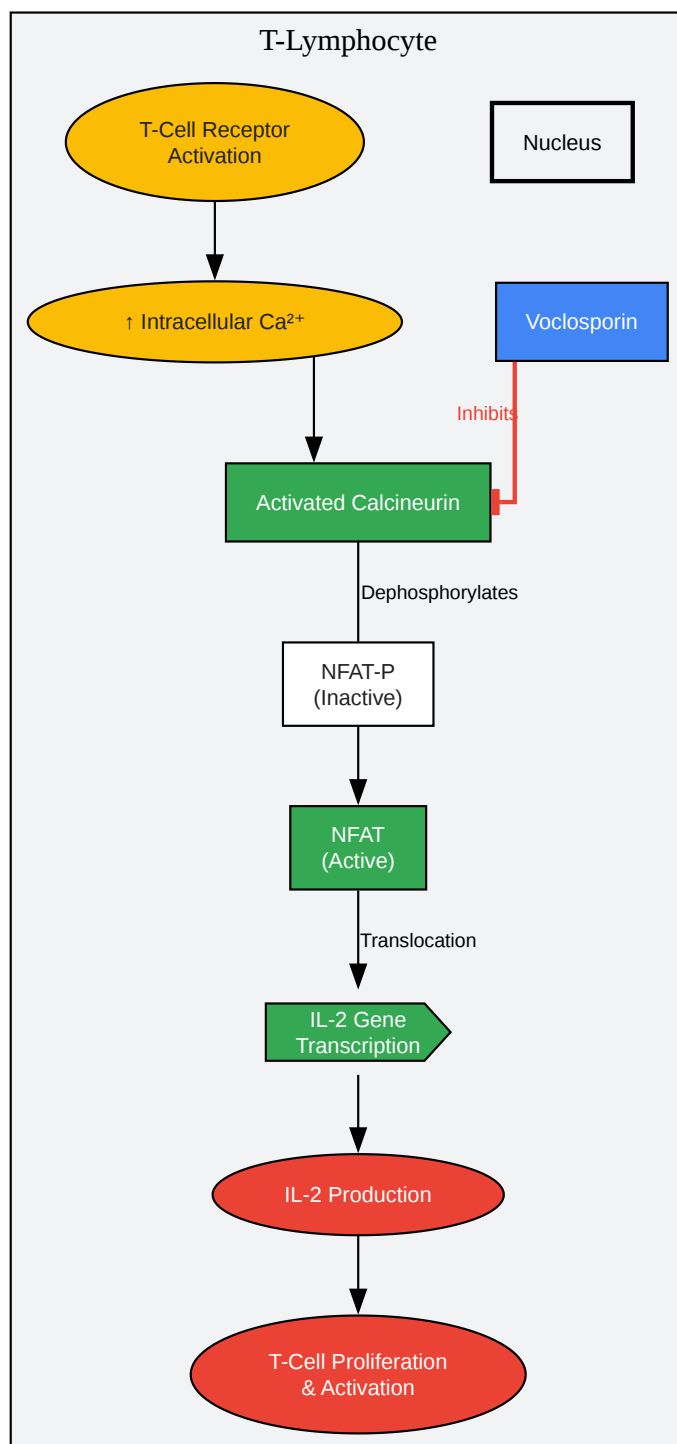 T-Lymphocyte
T-Cell Receptor
Activation
Nucleus
↑ Intracellular Ca²⁺
Voclosporin
Inhibits
Activated Calcineurin
Dephosphorylates
NFAT-P
(Inactive)
NFAT
(Active)
Translocation
IL-2 Gene
Transcription
IL-2 Production
T-Cell Proliferation
& Activation